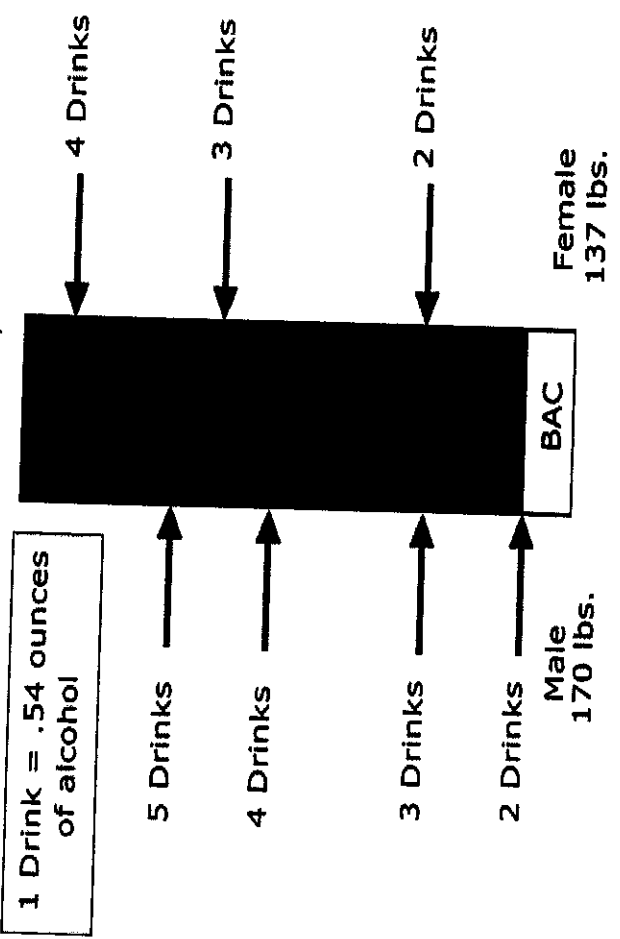 1 Drink = .54 ounces
of alcohol
4 Drinks
5 Drinks
3 Drinks
4 Drinks
3 Drinks
2 Drinks
2 Drinks
BAC
Male
170 lbs.
Female
137 lbs.